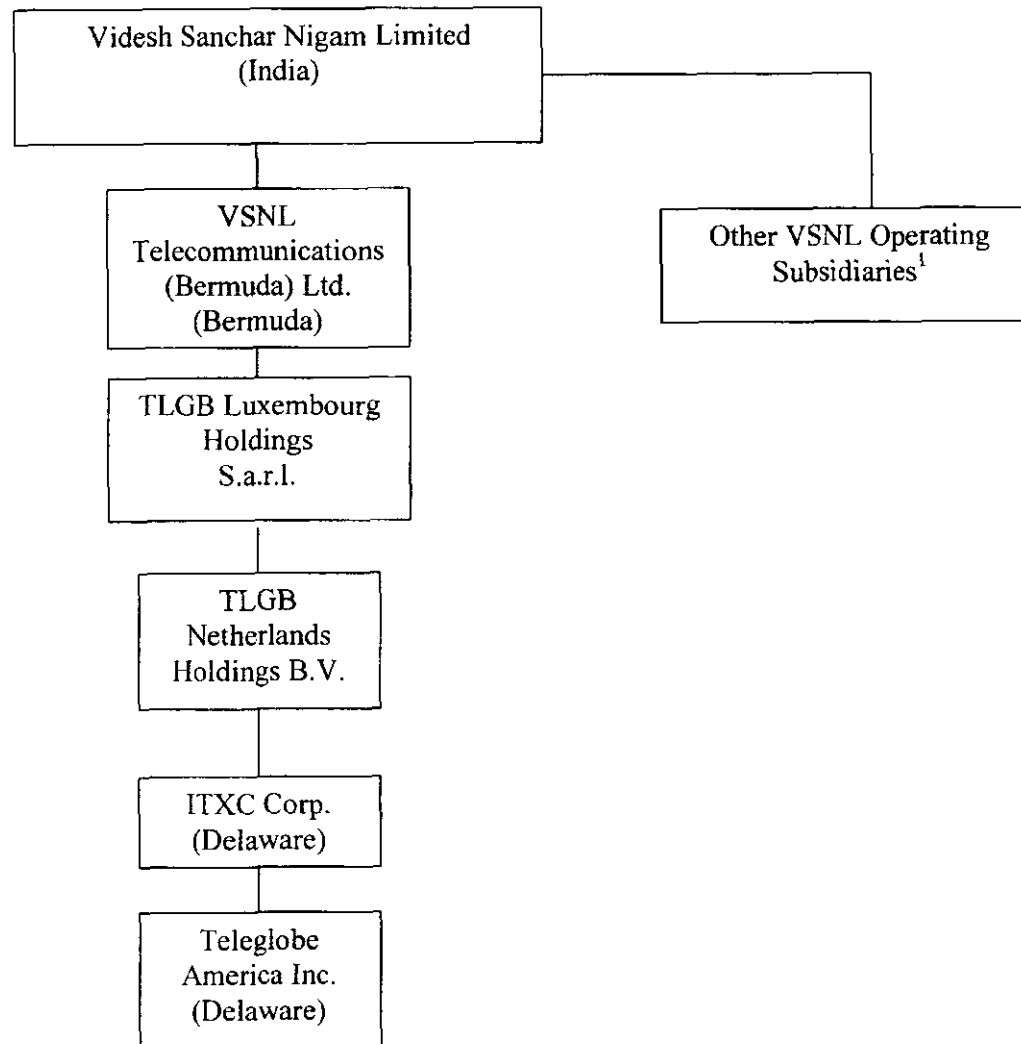 Videsh Sanchar Nigam Limited
(India)
VSNL
Telecommunications
(Bermuda) Ltd.
(Bermuda)
Other VSNL Operating
Subsidiaries¹
TLGB Luxembourg
Holdings
S.a.r.l.
TLGB
Netherlands
Holdings B.V.
ITXC Corp.
(Delaware)
Teleglobe
America Inc.
(Delaware)